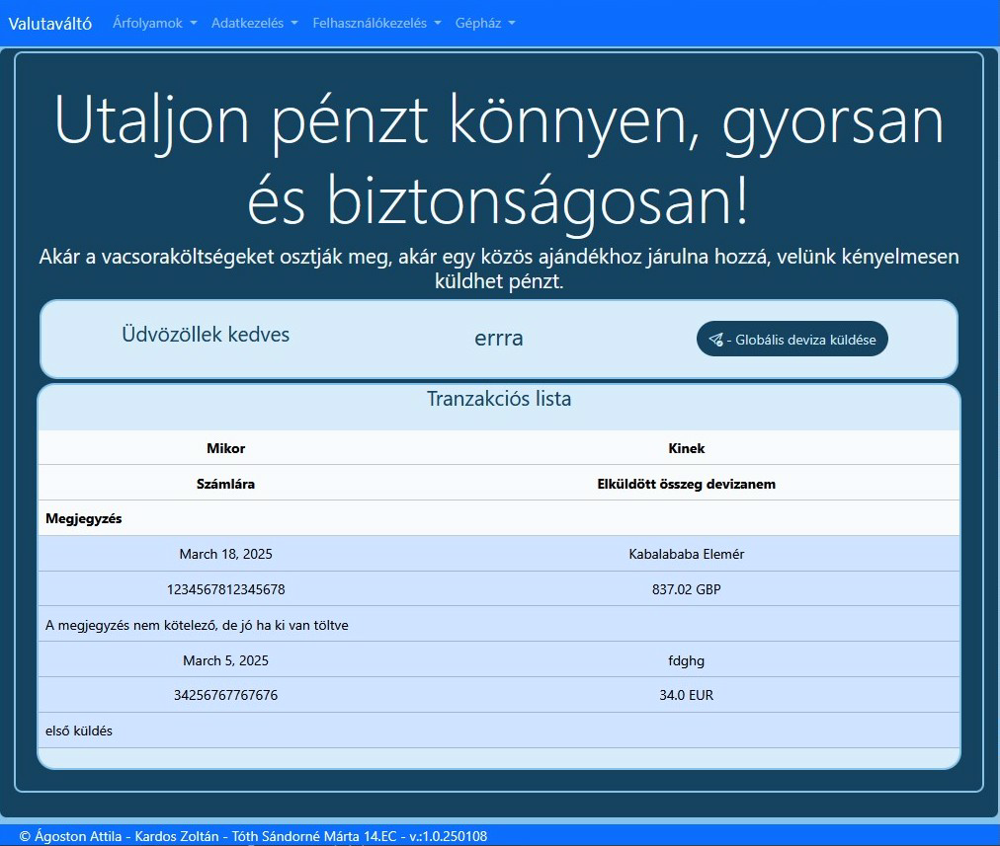 Valutaváltó Árfolyamok Adatkezelés Felhasználókezelés Gépház
Utaljon pénzt könnyen, gyorsan
és biztonságosan!
Akár a vacsoraköltségeket osztják meg, akár egy közös ajándékhoz járulna hozzá, velünk kényelmesen
küldhet pénzt.
Üdvözöllek kedves errra - Globális deviza küldése
Tranzakciós lista
Mikor Kinek
Számlára Elküldött összeg devizanem
Megjegyzés
March 18, 2025 Kabalababa Elemér
1234567812345678 837.02 GBP
A megjegyzés nem kötelező, de jó ha ki van töltve
March 5, 2025 fdghg
34256767767676 34.0 EUR
első küldés
© Ágoston Attila - Kardos Zoltán - Tóth Sándorné Márta 14.EC - v.:1.0.250108